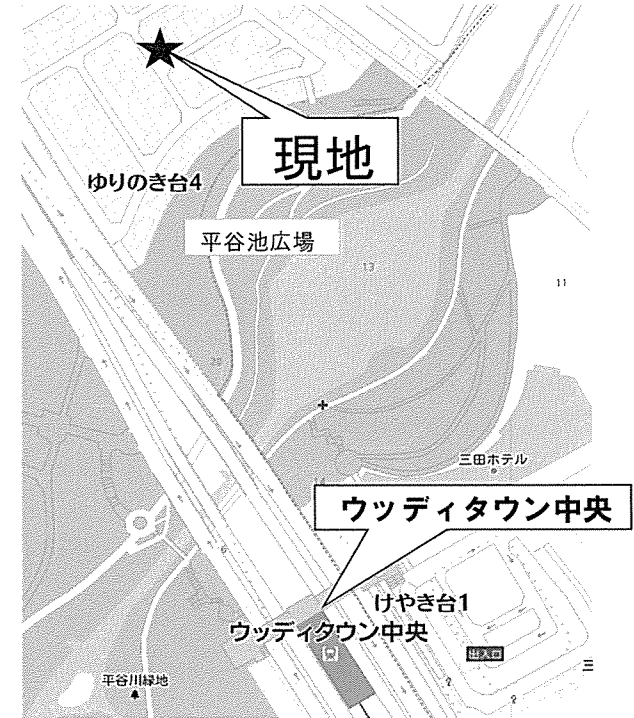 現地
ゆりのき台4
平谷池広場
13
11
22
三田ホテル
ウッディタウン中央
けやき台1
ウッディタウン中央
出入口
三
6
平谷川緑地